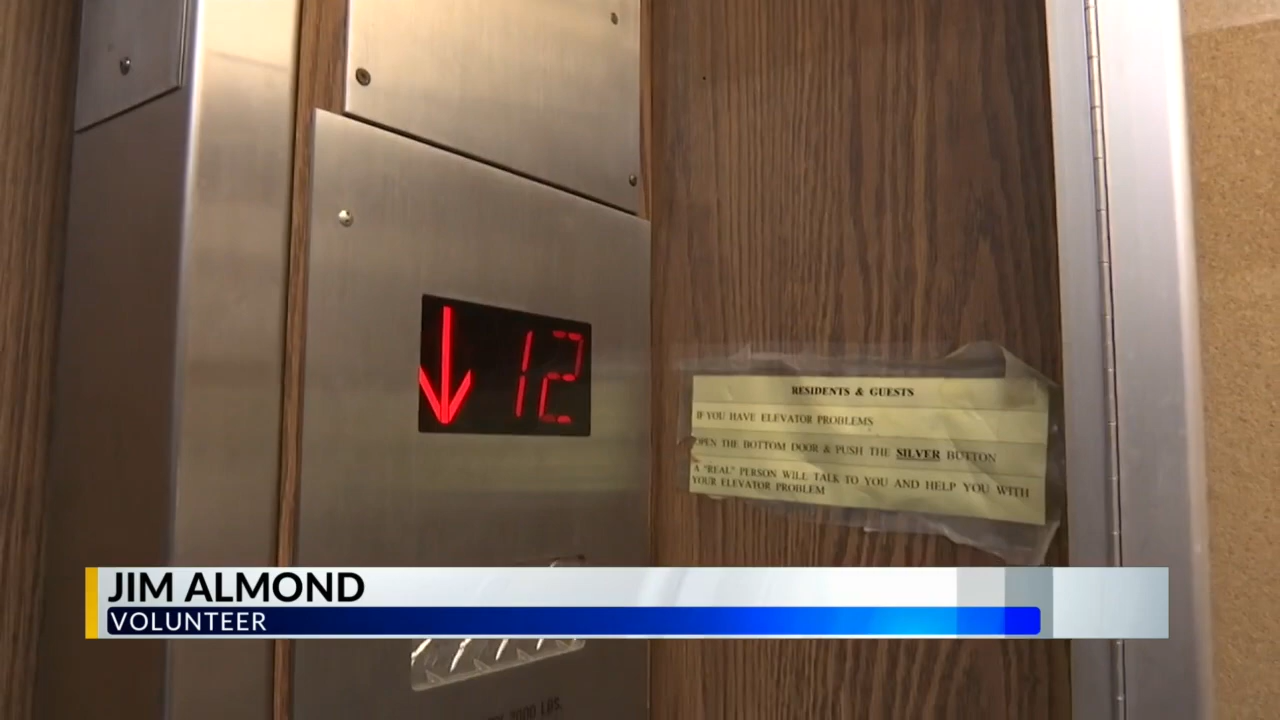 12
RESIDENTS & GUESTS
IF YOU HAVE ELEVATOR PROBLEMS
OPEN THE BOTTOM DOOR & PUSH THE SILVER BUTTON
A "REAL" PERSON WILL TALK TO YOU AND HELP YOU WITH
YOUR ELEVATOR PROBLEM
JIM ALMOND
VOLUNTEER
LBS.